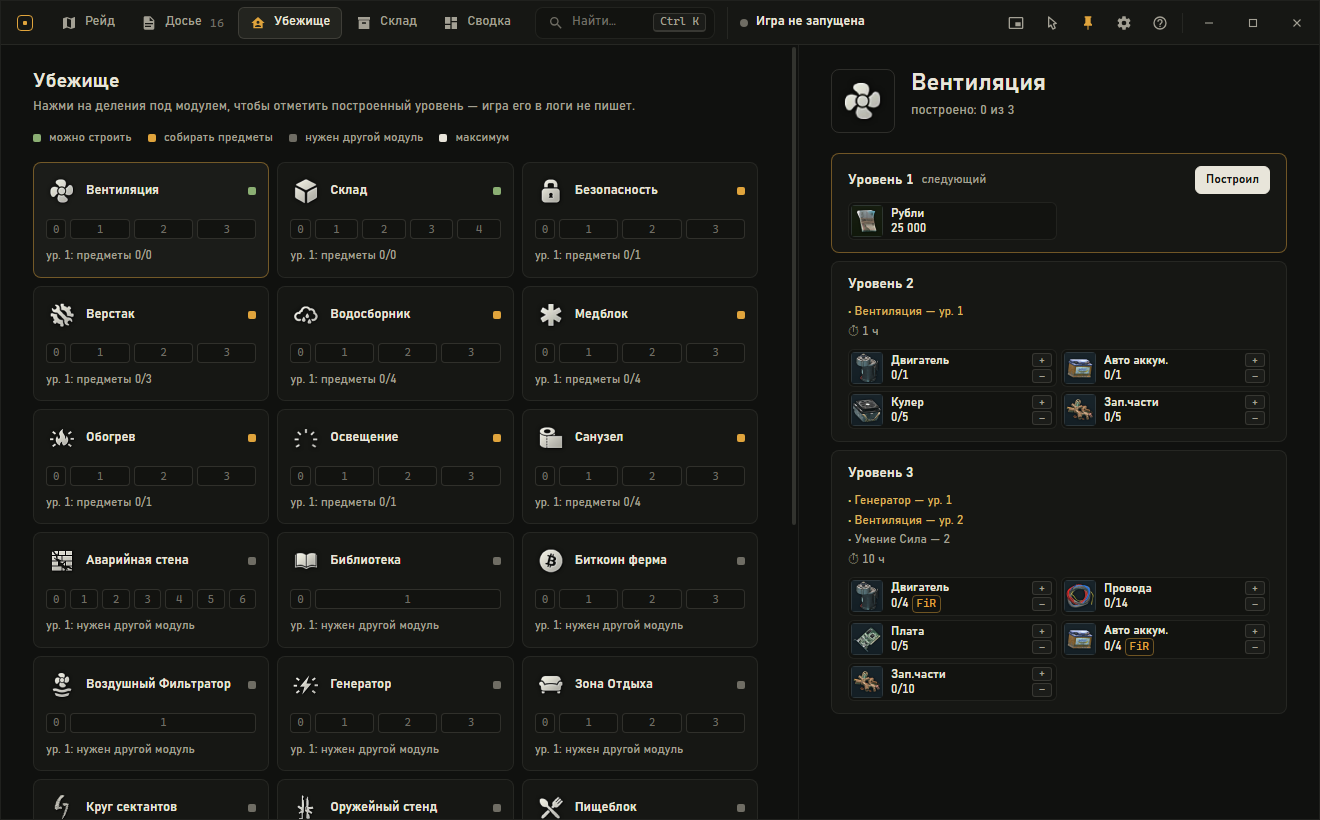 Рейд
Досье 16
Убежище
Склад
Сводка
Найти… Ctrl K
Игра не запущена
Убежище
Нажми на деления под модулем, чтобы отметить построенный уровень — игра его в логи не пишет.
можно строить
собирать предметы
нужен другой модуль
максимум
Вентиляция
0 1 2 3
ур. 1: предметы 0/0
Склад
0 1 2 3 4
ур. 1: предметы 0/0
Безопасность
0 1 2 3
ур. 1: предметы 0/1
Верстак
0 1 2 3
ур. 1: предметы 0/3
Водосборник
0 1 2 3
ур. 1: предметы 0/4
Медблок
0 1 2 3
ур. 1: предметы 0/4
Обогрев
0 1 2 3
ур. 1: предметы 0/1
Освещение
0 1 2 3
ур. 1: предметы 0/1
Санузел
0 1 2 3
ур. 1: предметы 0/4
Аварийная стена
0 1 2 3 4 5 6
ур. 1: нужен другой модуль
Библиотека
0 1
ур. 1: нужен другой модуль
Биткоин ферма
0 1 2 3
ур. 1: нужен другой модуль
Воздушный Фильтратор
0 1
ур. 1: нужен другой модуль
Генератор
0 1 2 3
ур. 1: нужен другой модуль
Зона Отдыха
0 1 2 3
ур. 1: нужен другой модуль
Круг сектантов
Оружейный стенд
Пищеблок
Вентиляция
построено: 0 из 3
Уровень 1 следующий
Построил
Рубли
25 000
Уровень 2
· Вентиляция — ур. 1
⏱ 1 ч
Двигатель
0/1
+
−
Авто аккум.
0/1
+
−
Кулер
0/5
+
−
Зап.части
0/5
+
−
Уровень 3
· Генератор — ур. 1
· Вентиляция — ур. 2
· Умение Сила — 2
⏱ 10 ч
Двигатель
0/4 FiR
+
−
Провода
0/14
+
−
Плата
0/5
+
−
Авто аккум.
0/4 FiR
+
−
Зап.части
0/10
+
−